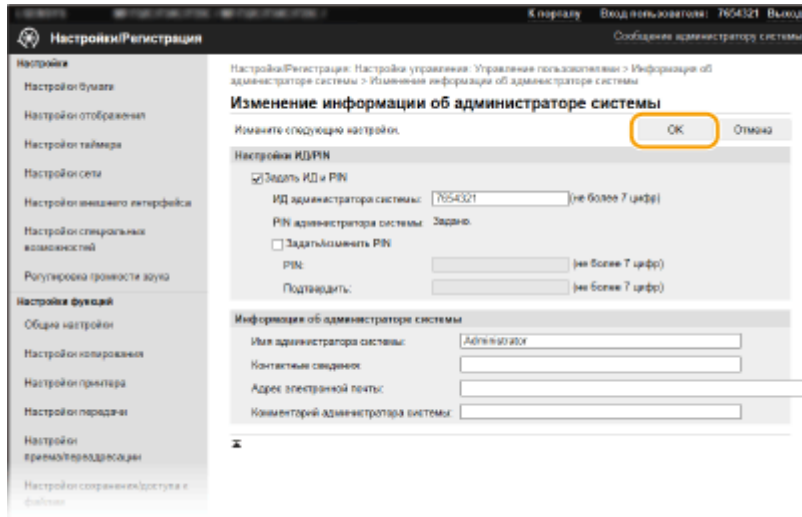 К порталу Вход пользователя: 7654321 Выход
Настройки/Регистрация
Сообщение администратору системы
Настройки
Настройки бумаги
Настройки отображения
Настройки таймера
Настройки сети
Настройки внешнего интерфейса
Настройки специальных
возможностей
Регулировка громкости звука
Настройки функций
Общие настройки
Настройки копирования
Настройки принтера
Настройки передачи
Настройки
приема/переадресации
Настройки сохранения/доступа к
файлам
Настройки/Регистрация: Настройки управления: Управление пользователями > Информация об
администраторе системы > Изменение информации об администраторе системы
Изменение информации об администраторе системы
Измените следующие настройки.
OK Отмена
Настройки ИД/PIN
Задать ИД и PIN
ИД администратора системы: 7654321 (не более 7 цифр)
PIN администратора системы: Задано.
Задать/изменить PIN
PIN: (не более 7 цифр)
Подтвердить: (не более 7 цифр)
Информация об администраторе системы
Имя администратора системы: Administrator
Контактные сведения:
Адрес электронной почты:
Комментарий администратора системы: